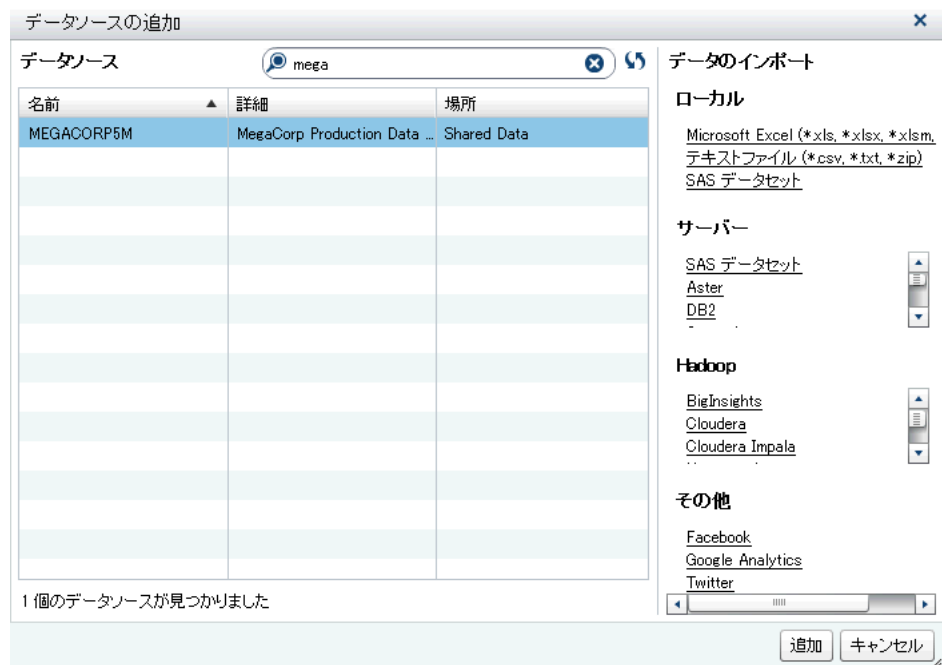 データソースの追加
データソース
mega
名前
詳細
場所
MEGACORP5M
MegaCorp Production Data ...
Shared Data
1 個のデータソースが見つかりました
データのインポート
ローカル
Microsoft Excel (*.xls, *.xlsx, *.xlsm,
テキストファイル (*.csv, *.txt, *.zip)
SAS データセット
サーバー
SAS データセット
Aster
DB2
Hadoop
BigInsights
Cloudera
Cloudera Impala
その他
Facebook
Google Analytics
Twitter
追加
キャンセル